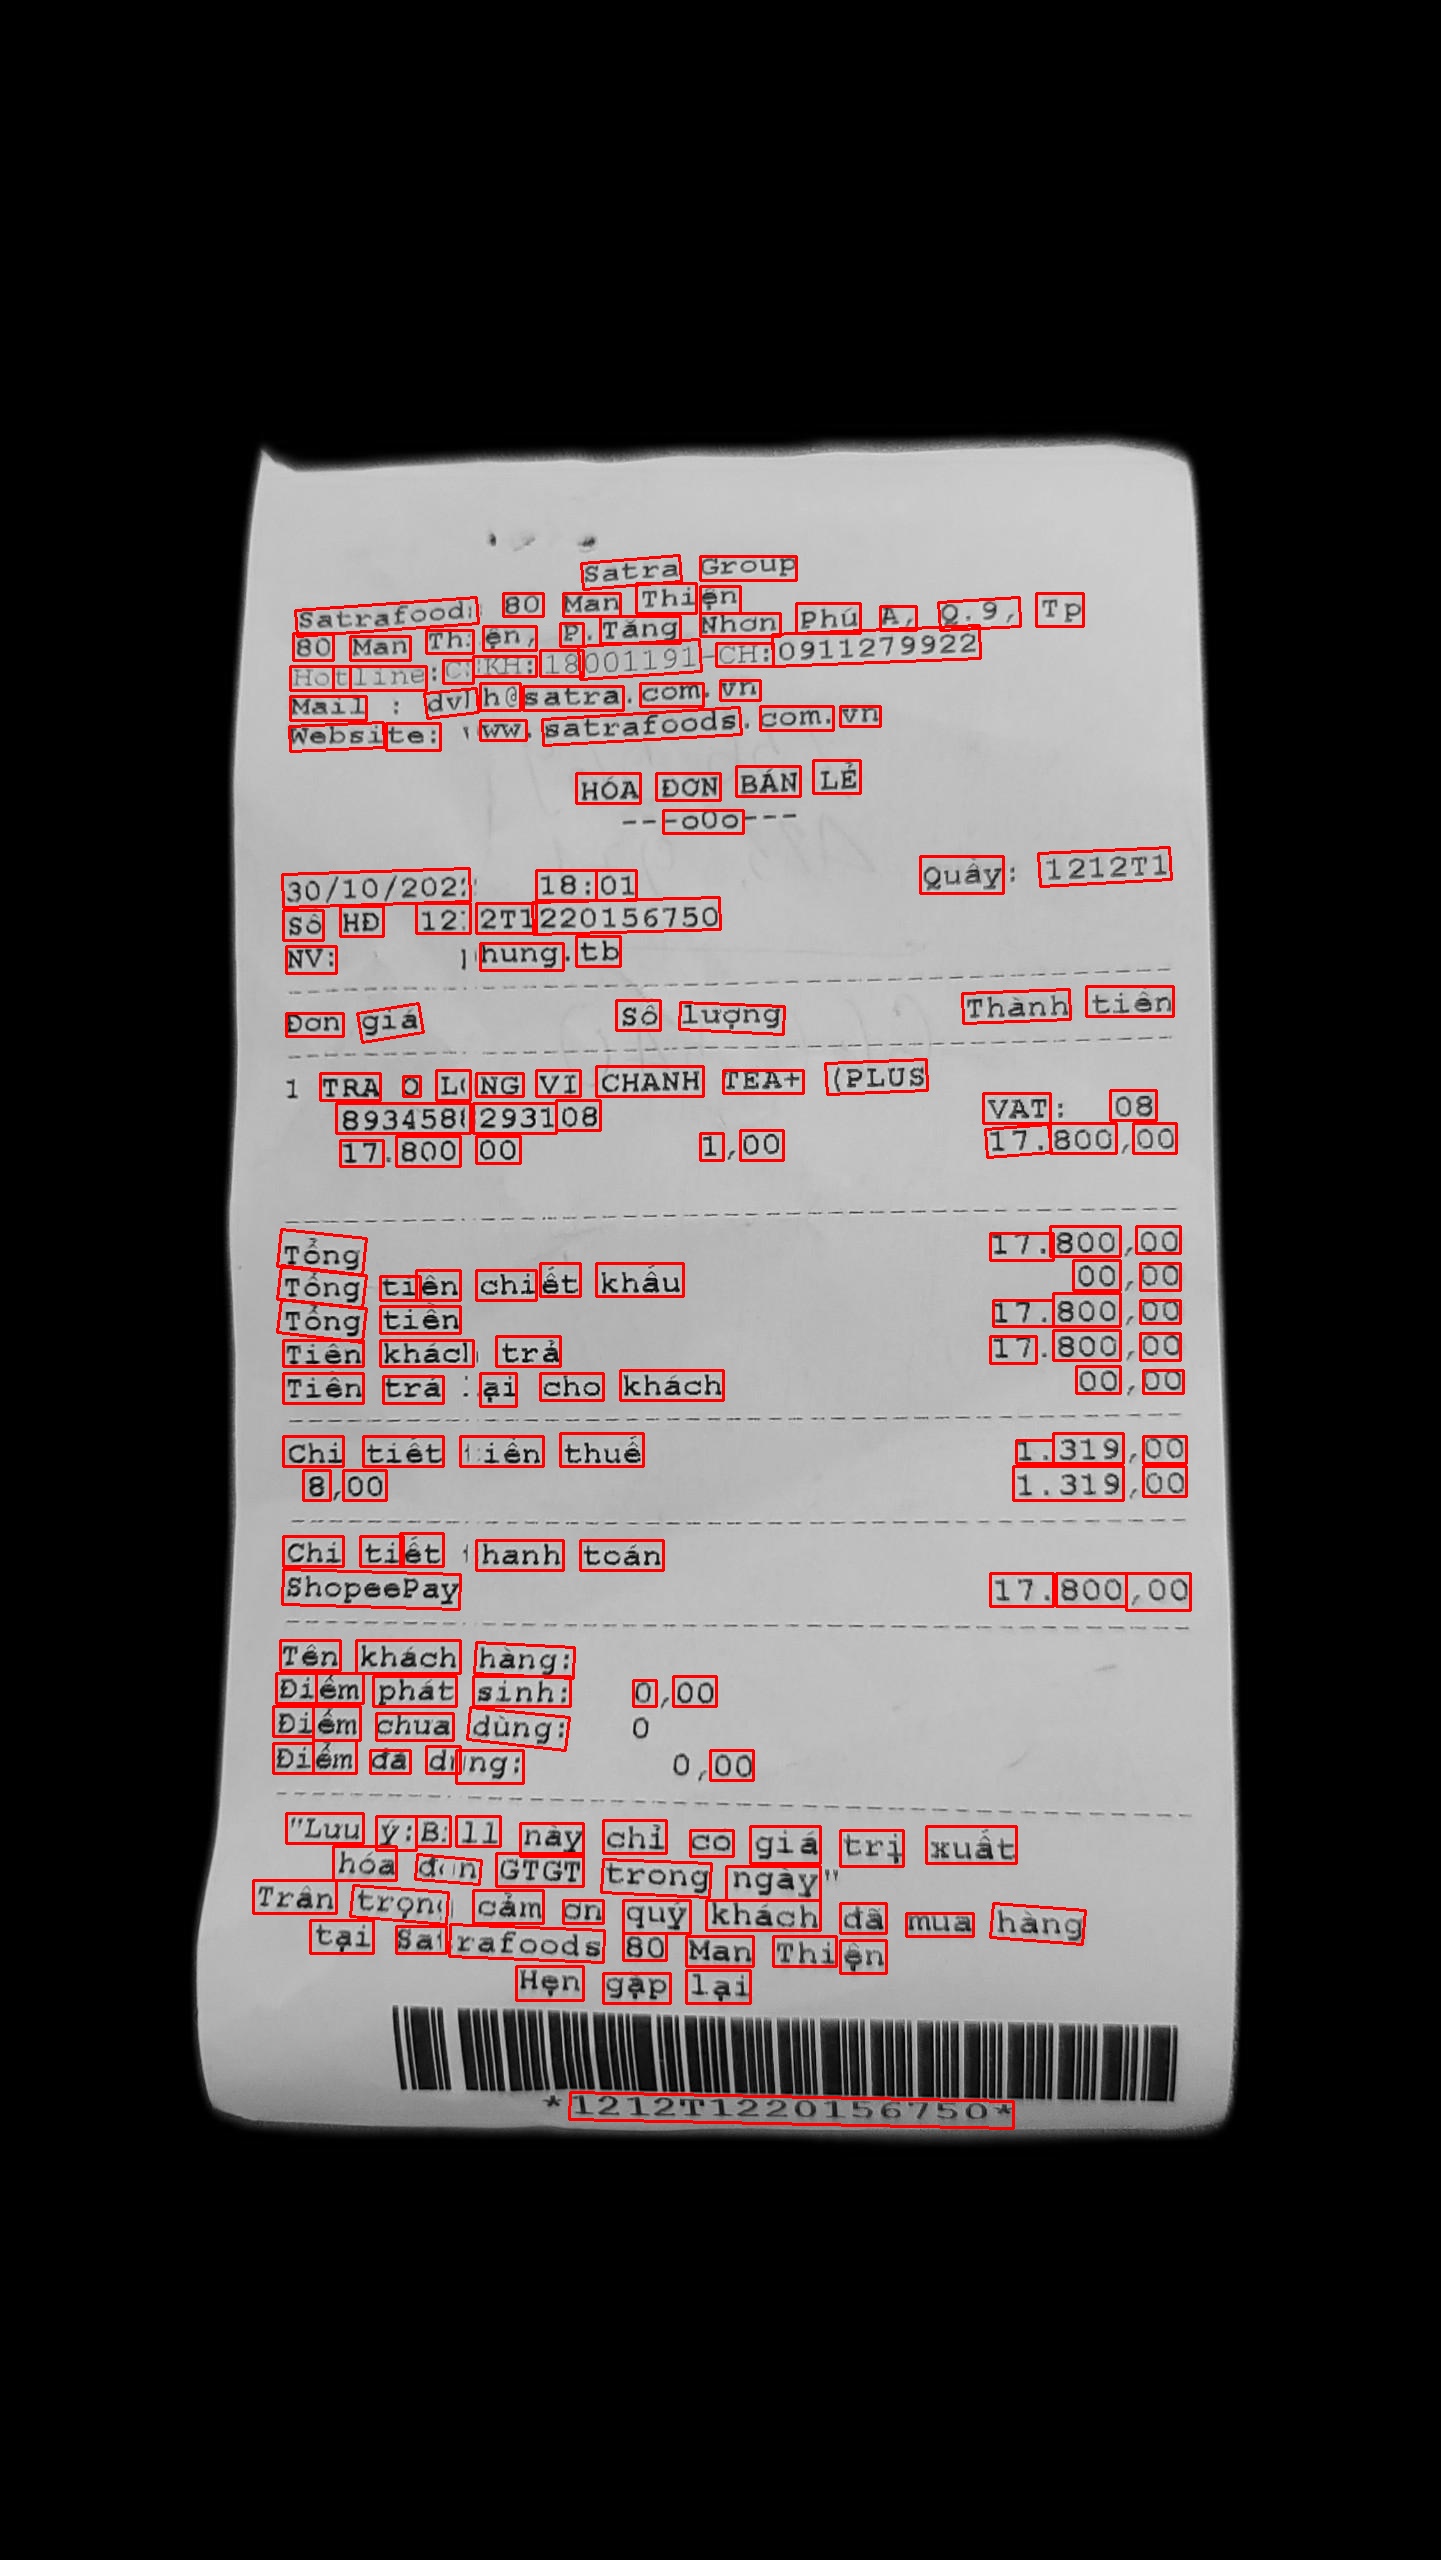 Satra Group
Satrafoods 80 Man Thiện
80 Man Thiện, P.Tăng Nhơn Phú A, Q.9, Tp
Hotline:CSKH:18001191-CH:0911279922
Mail : dvkh@satra.com.vn
Website: www.satrafoods.com.vn
HÓA ĐƠN BÁN LẺ
---oOo---
30/10/2022 18:01 Quầy: 1212T1
Số HĐ 1212T1220156750
NV: phung.tb
Đơn giá Số lượng Thành tiền
1 TRA O LONG VI CHANH TEA+ (PLUS
8934588293108 VAT: 08
17.800 00 1,00 17.800,00
Tổng 17.800,00
Tổng tiền chiết khấu 00,00
Tổng tiền 17.800,00
Tiền khách trả 17.800,00
Tiền trả lại cho khách 00,00
Chi tiết tiền thuế 1.319,00
8,00 1.319,00
Chi tiết thanh toán
ShopeePay 17.800,00
Tên khách hàng:
Điểm phát sinh: 0,00
Điểm chưa dùng: 0
Điểm đã dùng: 0,00
"Lưu ý:Bill này chỉ có giá trị xuất
hóa đơn GTGT trong ngày"
Trân trọng cảm ơn quý khách đã mua hàng
tại Satrafoods 80 Man Thiện
Hẹn gặp lại
*1212T1220156750*